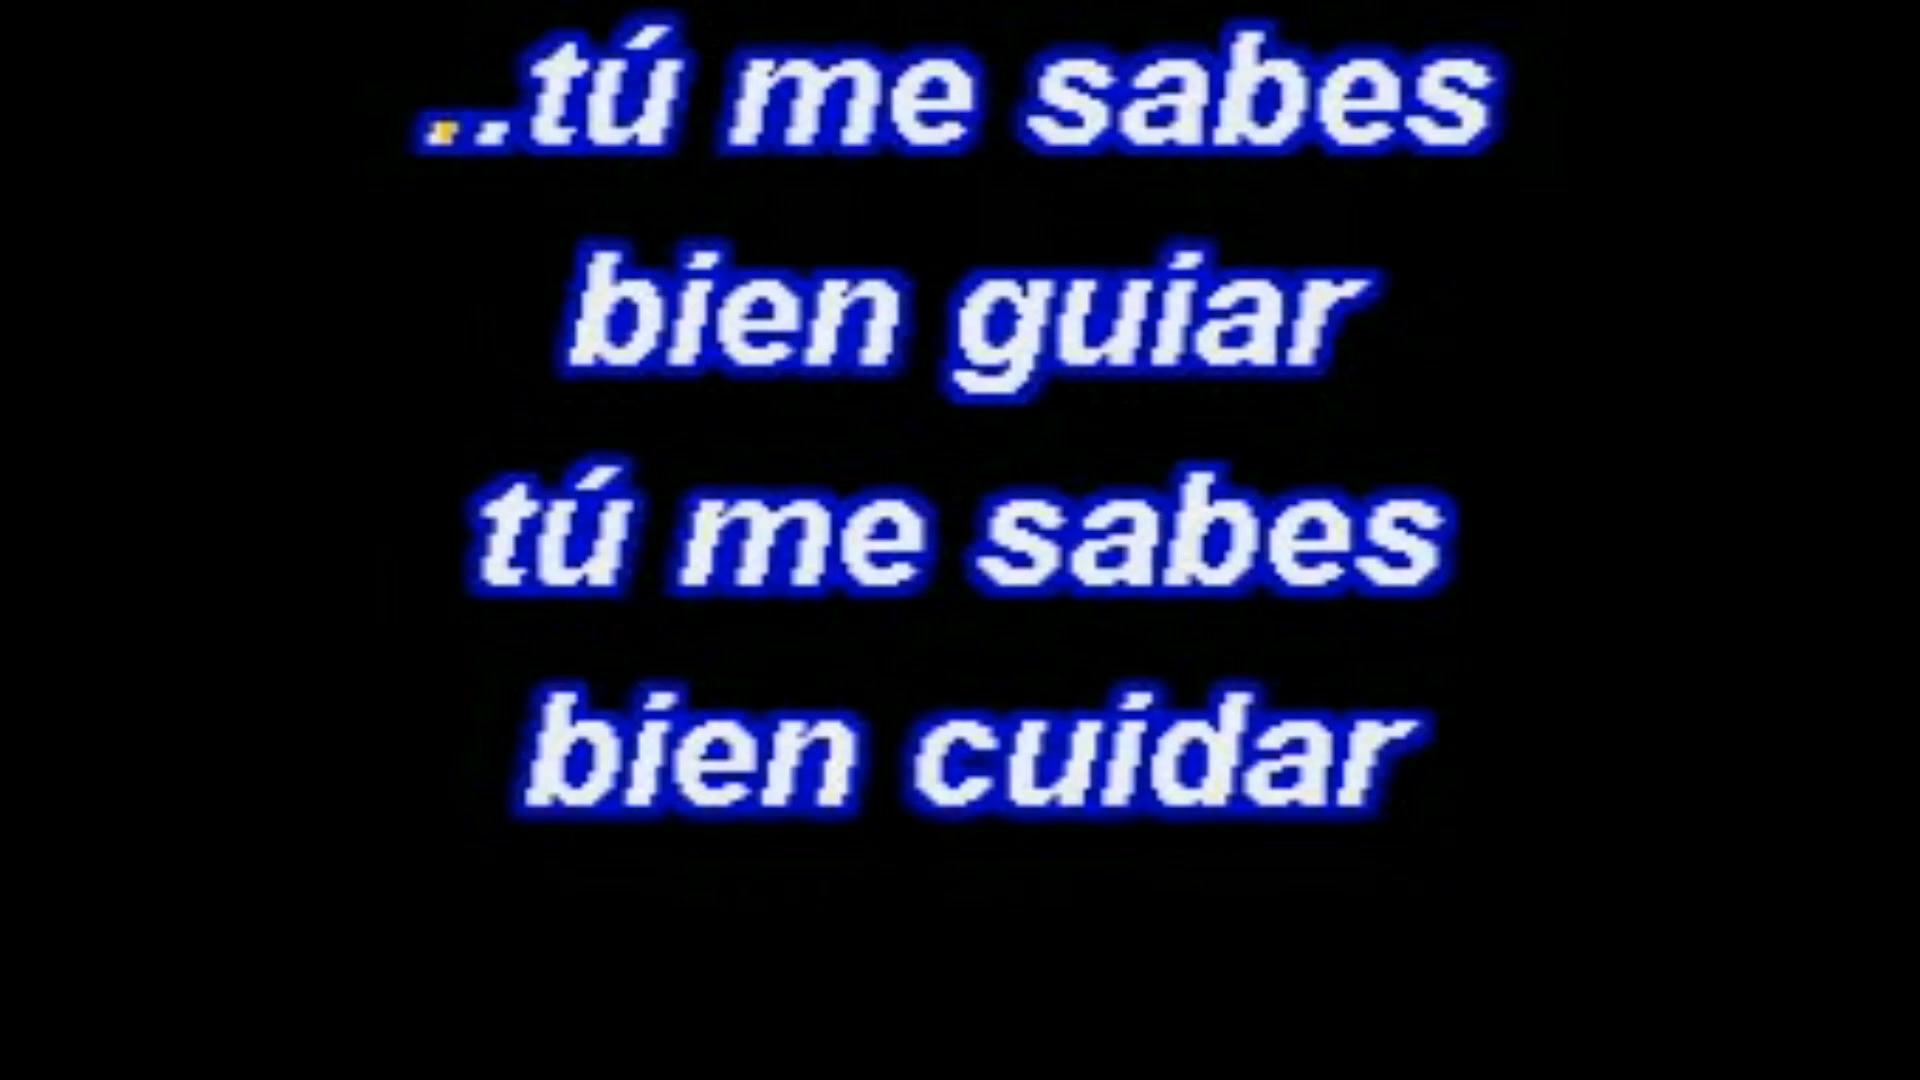 ..tú me sabes
bien guiar
tú me sabes
bien cuidar